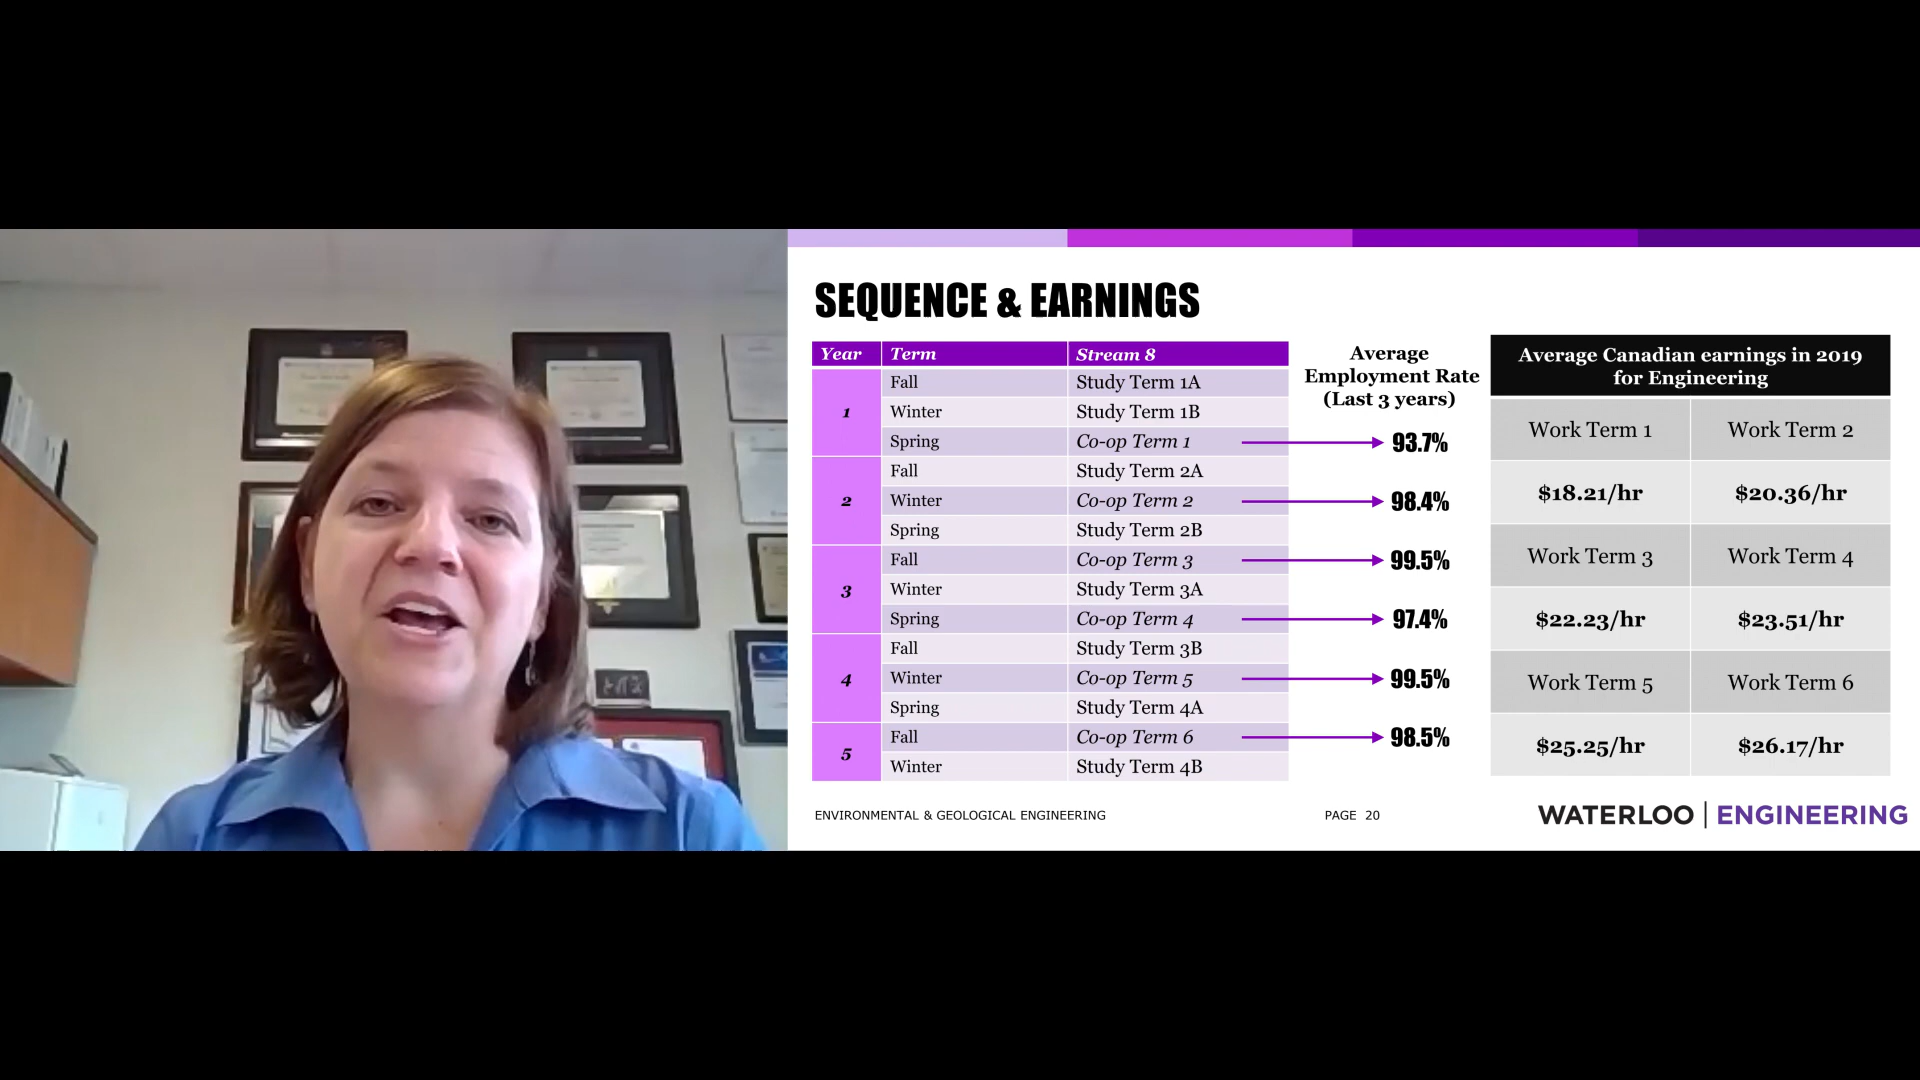 SEQUENCE & EARNINGS
Year Term Stream 8
1 Fall Study Term 1A
Winter Study Term 1B
Spring Co-op Term 1
2 Fall Study Term 2A
Winter Co-op Term 2
Spring Study Term 2B
3 Fall Co-op Term 3
Winter Study Term 3A
Spring Co-op Term 4
4 Fall Study Term 3B
Winter Co-op Term 5
Spring Study Term 4A
5 Fall Co-op Term 6
Winter Study Term 4B
Average
Employment Rate
(Last 3 years)
93.7%
98.4%
99.5%
97.4%
99.5%
98.5%
Average Canadian earnings in 2019
for Engineering
Work Term 1 Work Term 2
$18.21/hr $20.36/hr
Work Term 3 Work Term 4
$22.23/hr $23.51/hr
Work Term 5 Work Term 6
$25.25/hr $26.17/hr
ENVIRONMENTAL & GEOLOGICAL ENGINEERING
PAGE 20
WATERLOO | ENGINEERING